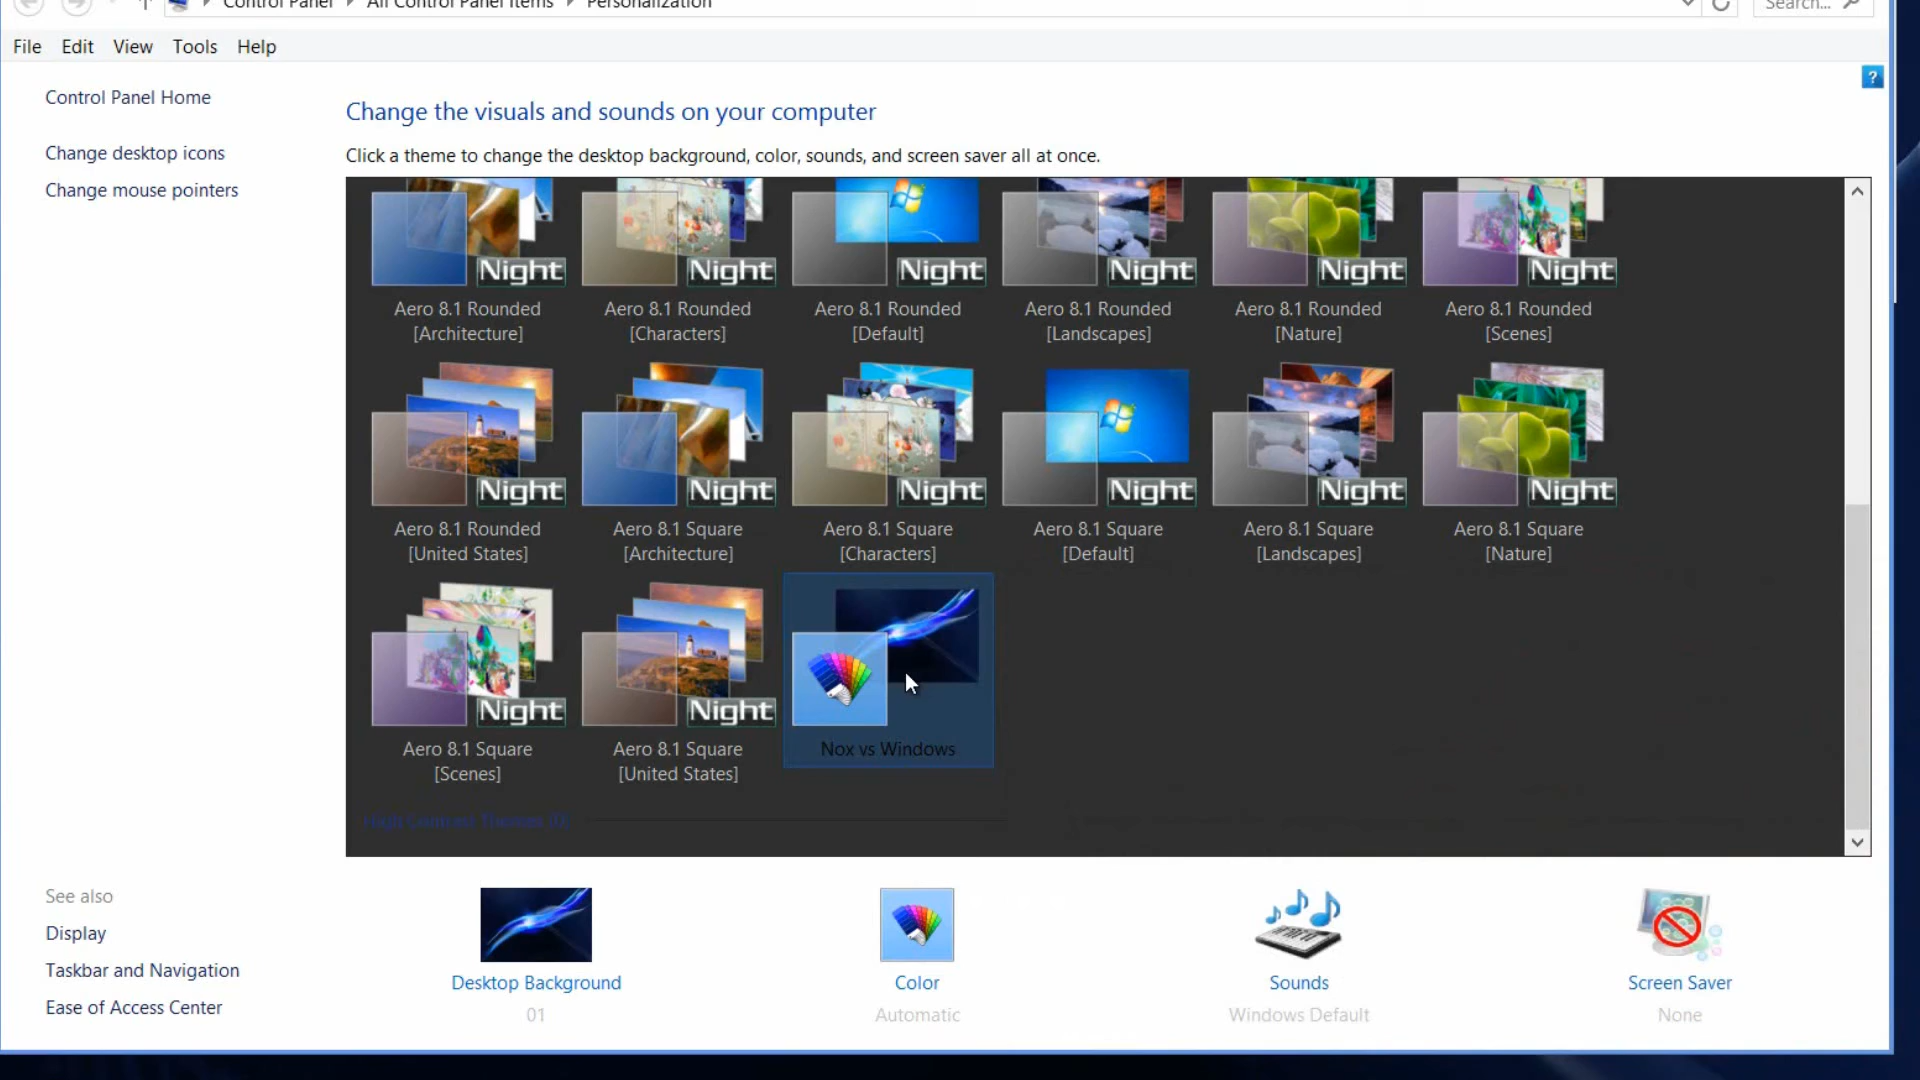 Control Panel All Control Panel Items Personalization Search...
File Edit View Tools Help
Control Panel Home
Change desktop icons
Change mouse pointers
Change the visuals and sounds on your computer
Click a theme to change the desktop background, color, sounds, and screen saver all at once.
Night Night Night Night Night Night
Aero 8.1 Rounded
[Architecture]
Aero 8.1 Rounded
[Characters]
Aero 8.1 Rounded
[Default]
Aero 8.1 Rounded
[Landscapes]
Aero 8.1 Rounded
[Nature]
Aero 8.1 Rounded
[Scenes]
Night Night Night Night Night Night
Aero 8.1 Rounded
[United States]
Aero 8.1 Square
[Architecture]
Aero 8.1 Square
[Characters]
Aero 8.1 Square
[Default]
Aero 8.1 Square
[Landscapes]
Aero 8.1 Square
[Nature]
Night Night
Aero 8.1 Square
[Scenes]
Aero 8.1 Square
[United States]
Nox vs Windows
High Contrast Themes
See also
Display
Taskbar and Navigation
Ease of Access Center
Desktop Background
01
Color
Automatic
Sounds
Windows Default
Screen Saver
None